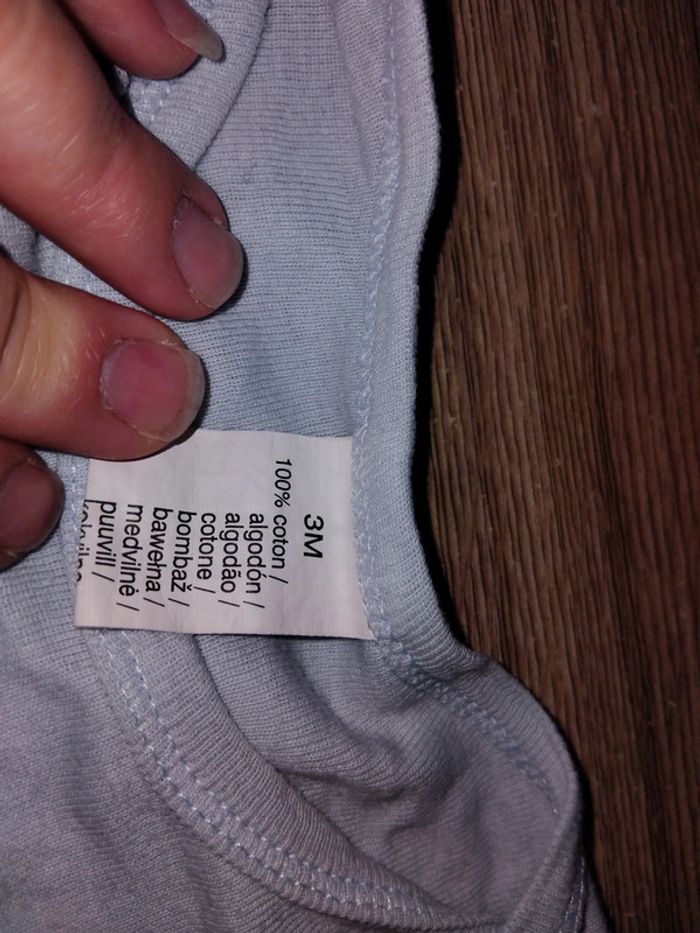 3M
100% coton /
algodón /
algodão /
cotone /
bombaž /
bawełna /
medvilnė /
puuvill /